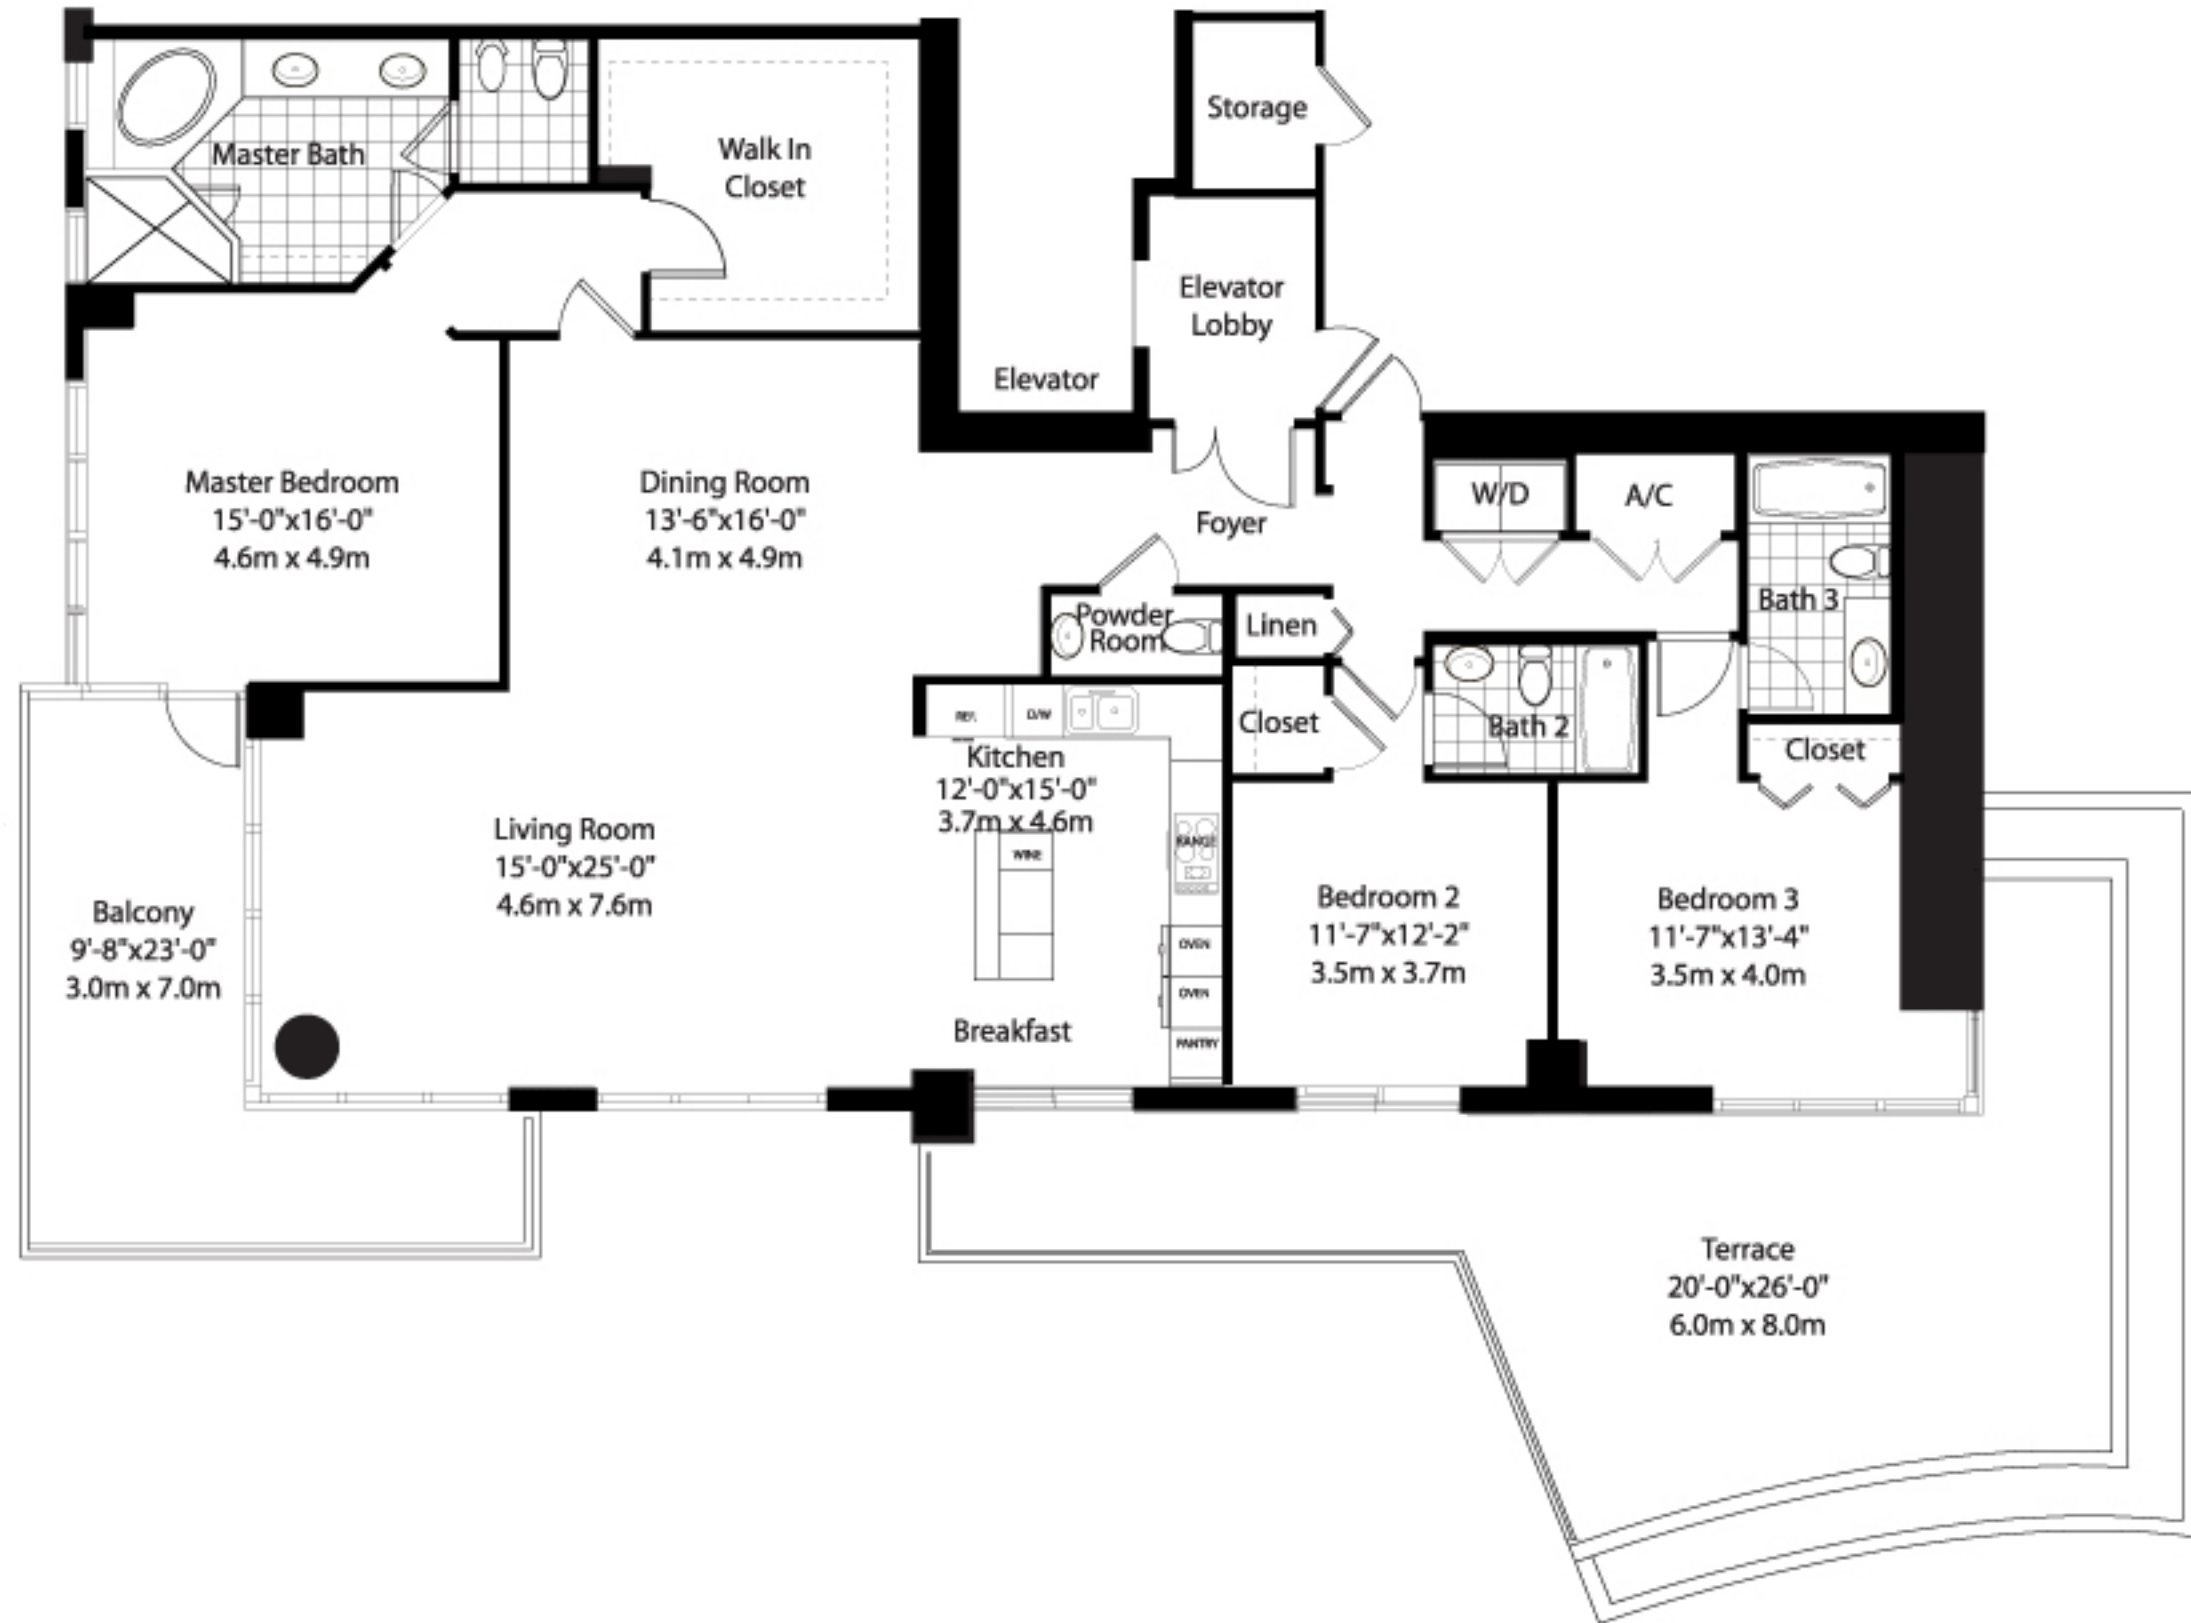 Storage
Master Bath
Walk In
Closet
Elevator
Lobby
Elevator
Master Bedroom
15'-0"x16'-0"
4.6m x 4.9m
Dining Room
13'-6"x16'-0"
4.1m x 4.9m
Foyer
W/D
A/C
Bath 3
Powder
Room
Linen
REF.
D/W
Closet
Bath 2
Closet
Kitchen
12'-0"x15'-0"
3.7m x 4.6m
WINE
RANGE
Living Room
15'-0"x25'-0"
4.6m x 7.6m
Balcony
9'-8"x23'-0"
3.0m x 7.0m
Bedroom 2
11'-7"x12'-2"
3.5m x 3.7m
Bedroom 3
11'-7"x13'-4"
3.5m x 4.0m
OVEN
OVEN
Breakfast
PANTRY
Terrace
20'-0"x26'-0"
6.0m x 8.0m